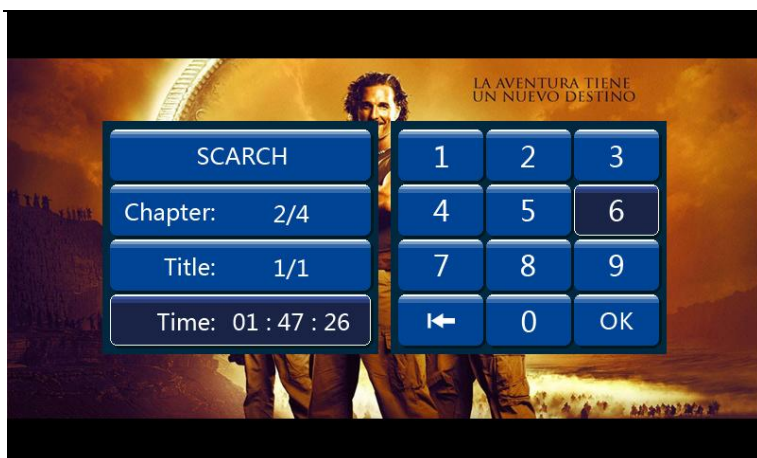 LA AVENTURA TIENE
UN NUEVO DESTINO
SCARCH
Chapter: 2/4
Title: 1/1
Time: 01 : 47 : 26
1 2 3
4 5 6
7 8 9
0 OK